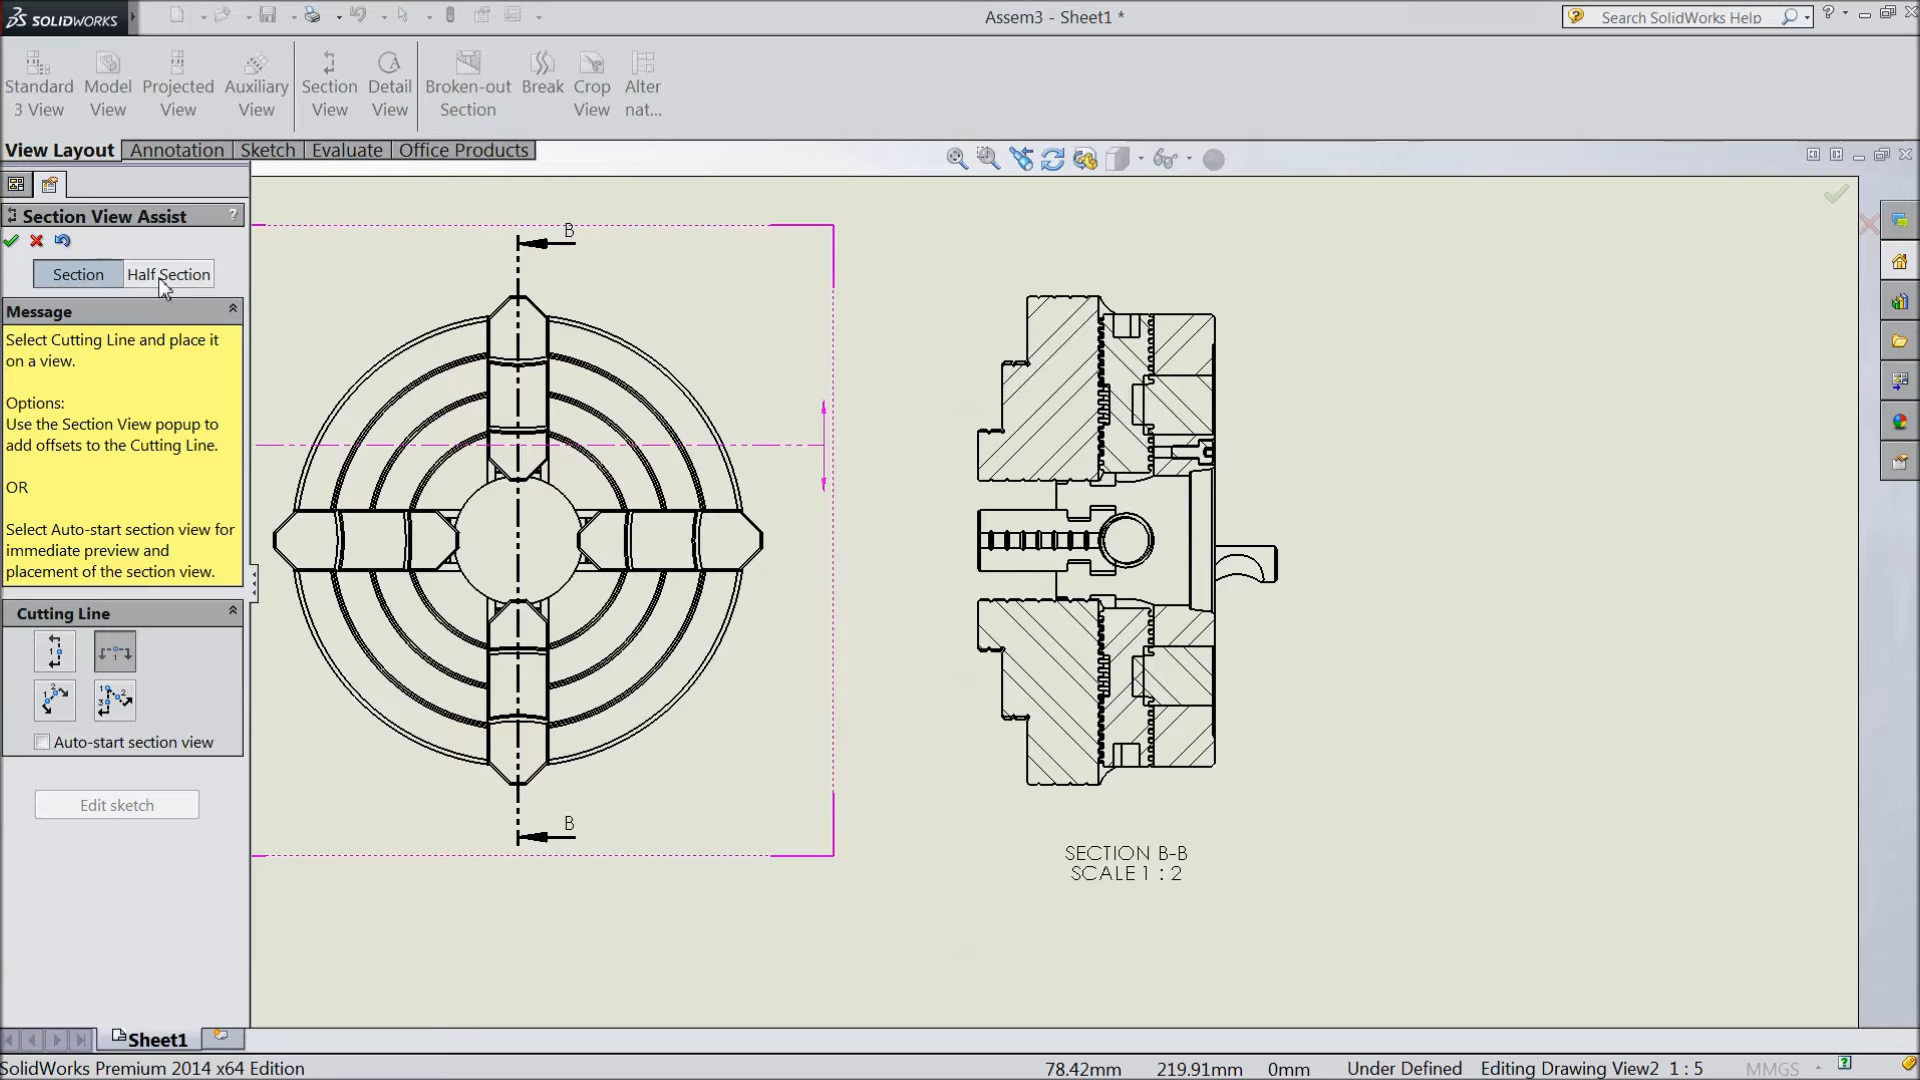 SOLIDWORKS
Assem3 - Sheet1 *
Search SolidWorks Help
Standard 3 View
Model View
Projected View
Auxiliary View
Section View
Detail View
Broken-out Section
Break
Crop View
Alter nat...
View Layout
Annotation
Sketch
Evaluate
Office Products
Section View Assist
?
Section
Half Section
Message
Select Cutting Line and place it
on a view.
Options:
Use the Section View popup to
add offsets to the Cutting Line.
OR
Select Auto-start section view for
immediate preview and
placement of the section view.
Cutting Line
Auto-start section view
Edit sketch
B
B
SECTION B-B
SCALE 1 : 2
Sheet1
SolidWorks Premium 2014 x64 Edition
78.42mm
219.91mm
0mm
Under Defined
Editing Drawing View2
1 : 5
MMGS